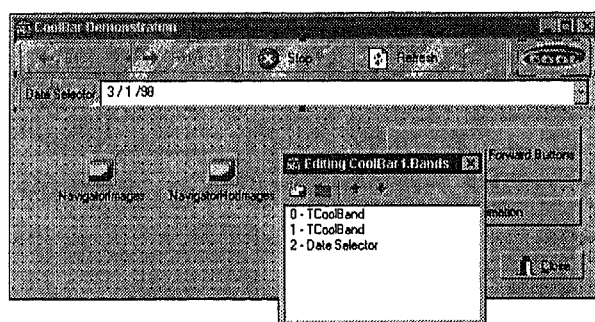 CoolBar Demonstration
Stop
Refresh
Date Selector 3 / 1 /98
Forward Buttons
NavigatorImages
NavigatorHotImages
Editing CoolBar1.Bands
0 - TCoolBand
1 - TCoolBand
2 - Date Selector
Close